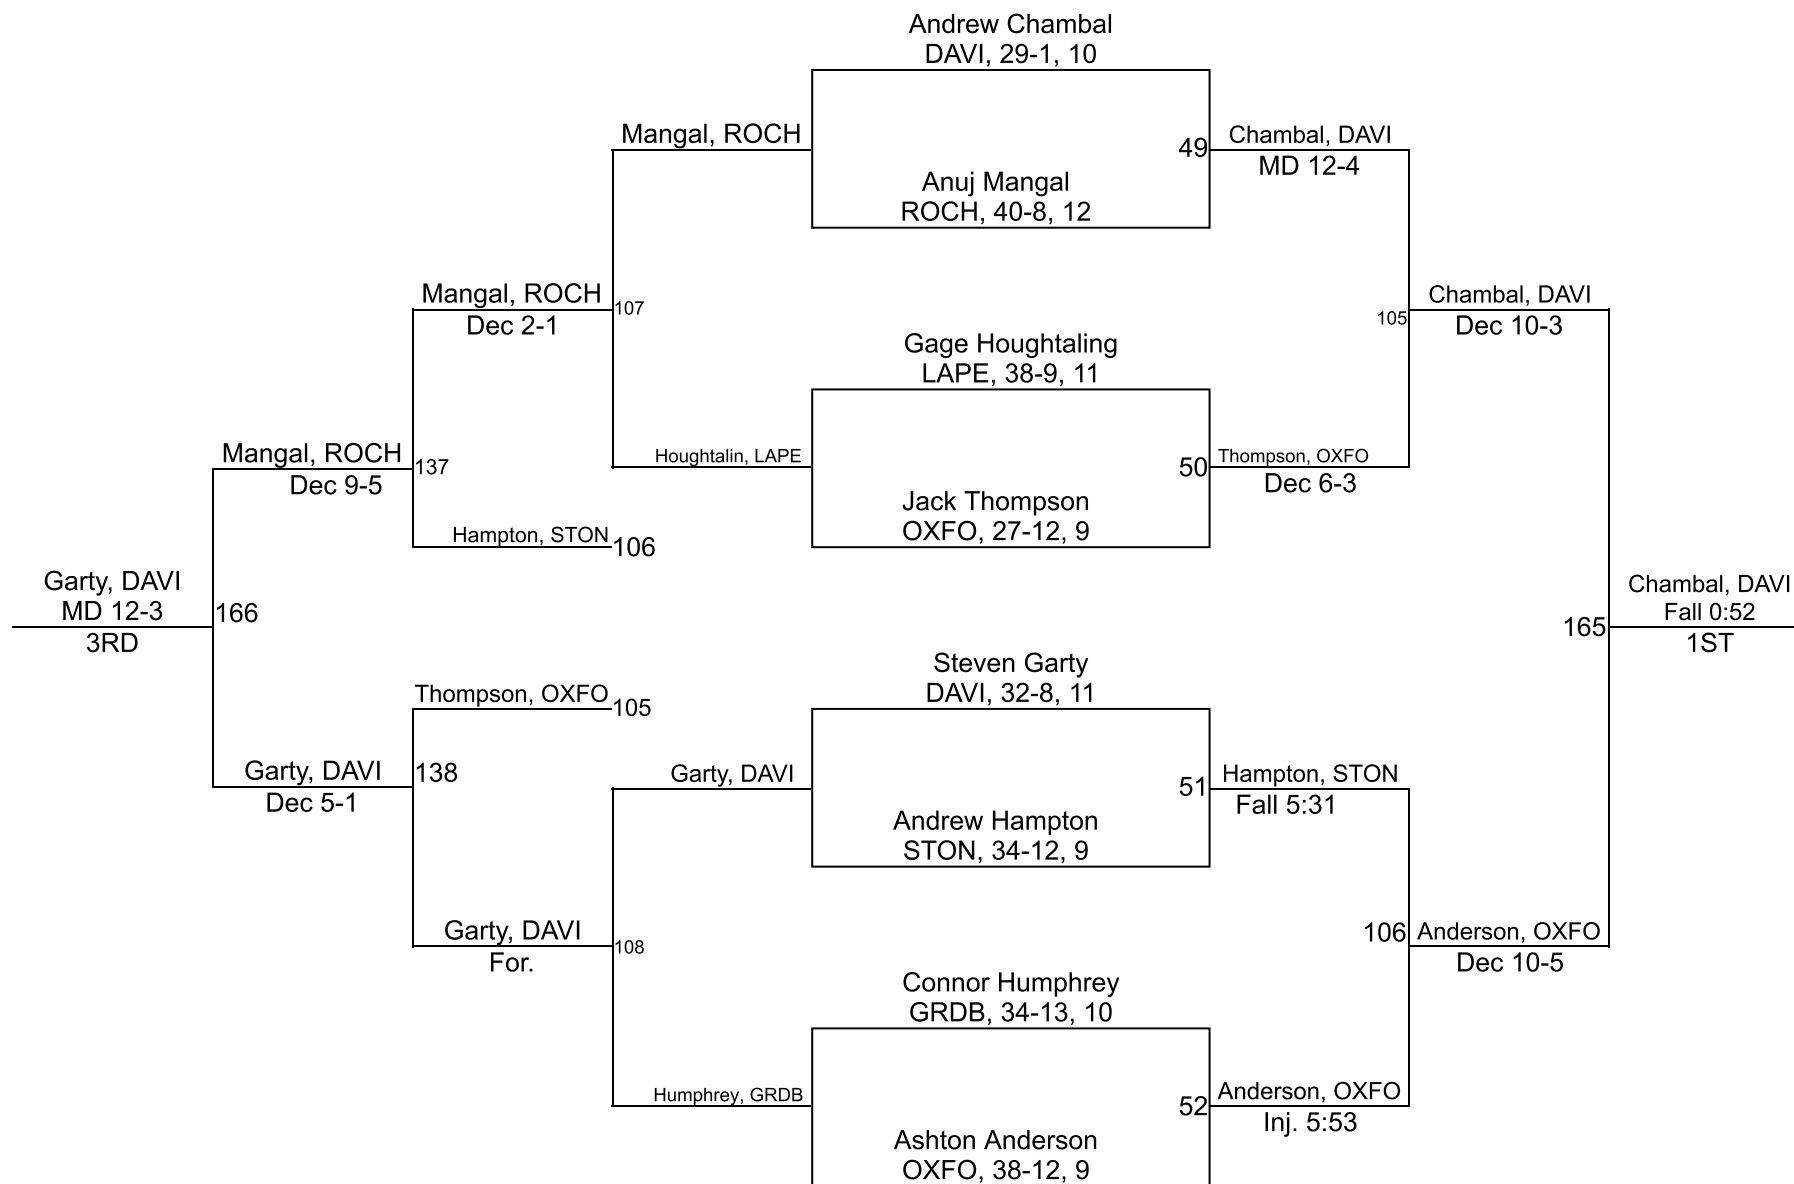 Andrew Chambal
DAVI, 29-1, 10
Mangal, ROCH
49
Chambal, DAVI
MD 12-4
Anuj Mangal
ROCH, 40-8, 12
Mangal, ROCH
Dec 2-1
107
105
Chambal, DAVI
Dec 10-3
Gage Houghtaling
LAPE, 38-9, 11
Mangal, ROCH
Dec 9-5
137
Houghtalin, LAPE
50
Thompson, OXFO
Dec 6-3
Jack Thompson
OXFO, 27-12, 9
Hampton, STON
106
Garty, DAVI
MD 12-3
3RD
166
165
Chambal, DAVI
Fall 0:52
1ST
Steven Garty
DAVI, 32-8, 11
Thompson, OXFO
105
Garty, DAVI
Dec 5-1
138
Garty, DAVI
51
Hampton, STON
Fall 5:31
Andrew Hampton
STON, 34-12, 9
Garty, DAVI
For.
108
106
Anderson, OXFO
Dec 10-5
Connor Humphrey
GRDB, 34-13, 10
Humphrey, GRDB
52
Anderson, OXFO
Inj. 5:53
Ashton Anderson
OXFO, 38-12, 9